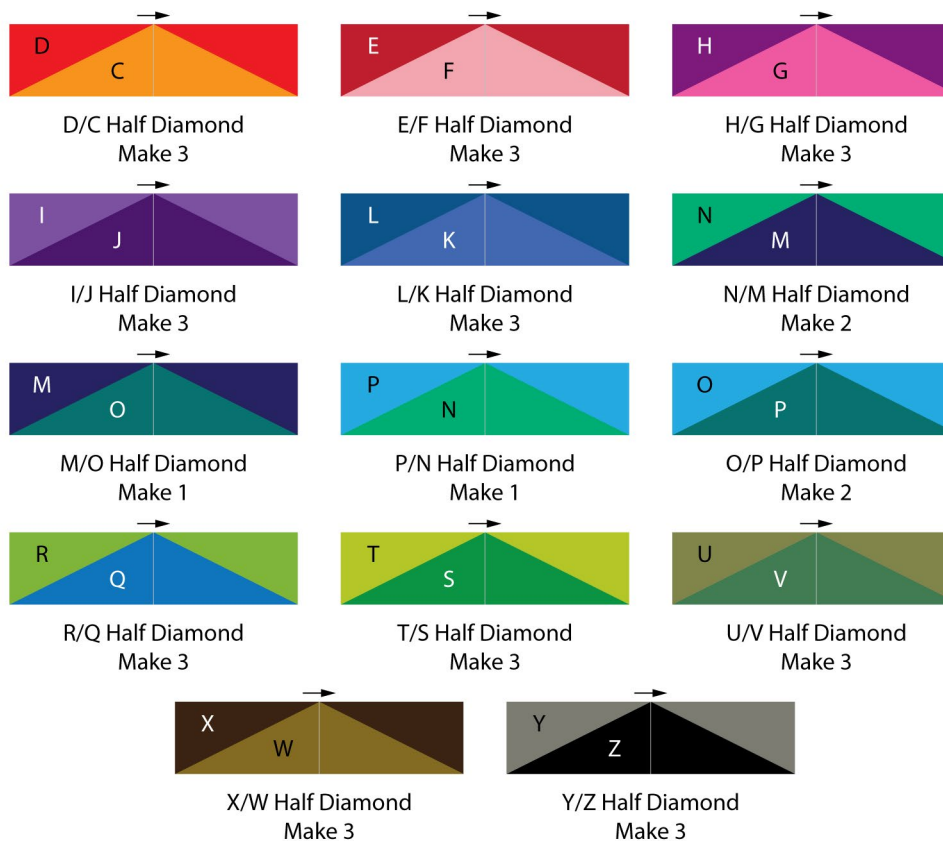 D
C
E
F
H
G
D/C Half Diamond
Make 3
E/F Half Diamond
Make 3
H/G Half Diamond
Make 3
I
J
L
K
N
M
I/J Half Diamond
Make 3
L/K Half Diamond
Make 3
N/M Half Diamond
Make 2
M
O
P
N
O
P
M/O Half Diamond
Make 1
P/N Half Diamond
Make 1
O/P Half Diamond
Make 2
R
Q
T
S
U
V
R/Q Half Diamond
Make 3
T/S Half Diamond
Make 3
U/V Half Diamond
Make 3
X
W
Y
Z
X/W Half Diamond
Make 3
Y/Z Half Diamond
Make 3